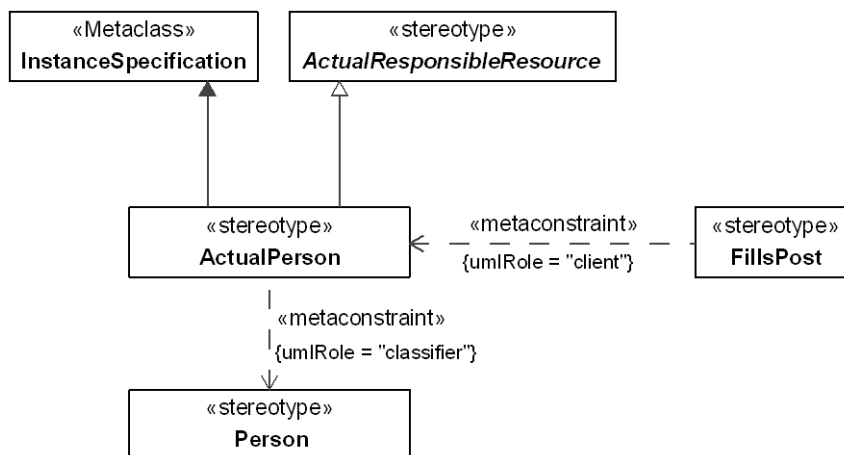 «Metaclass»
InstanceSpecification
«stereotype»
ActualResponsibleResource
«stereotype»
ActualPerson
«metaconstraint»
{umlRole = "client"}
«stereotype»
FillsPost
«metaconstraint»
{umlRole = "classifier"}
«stereotype»
Person